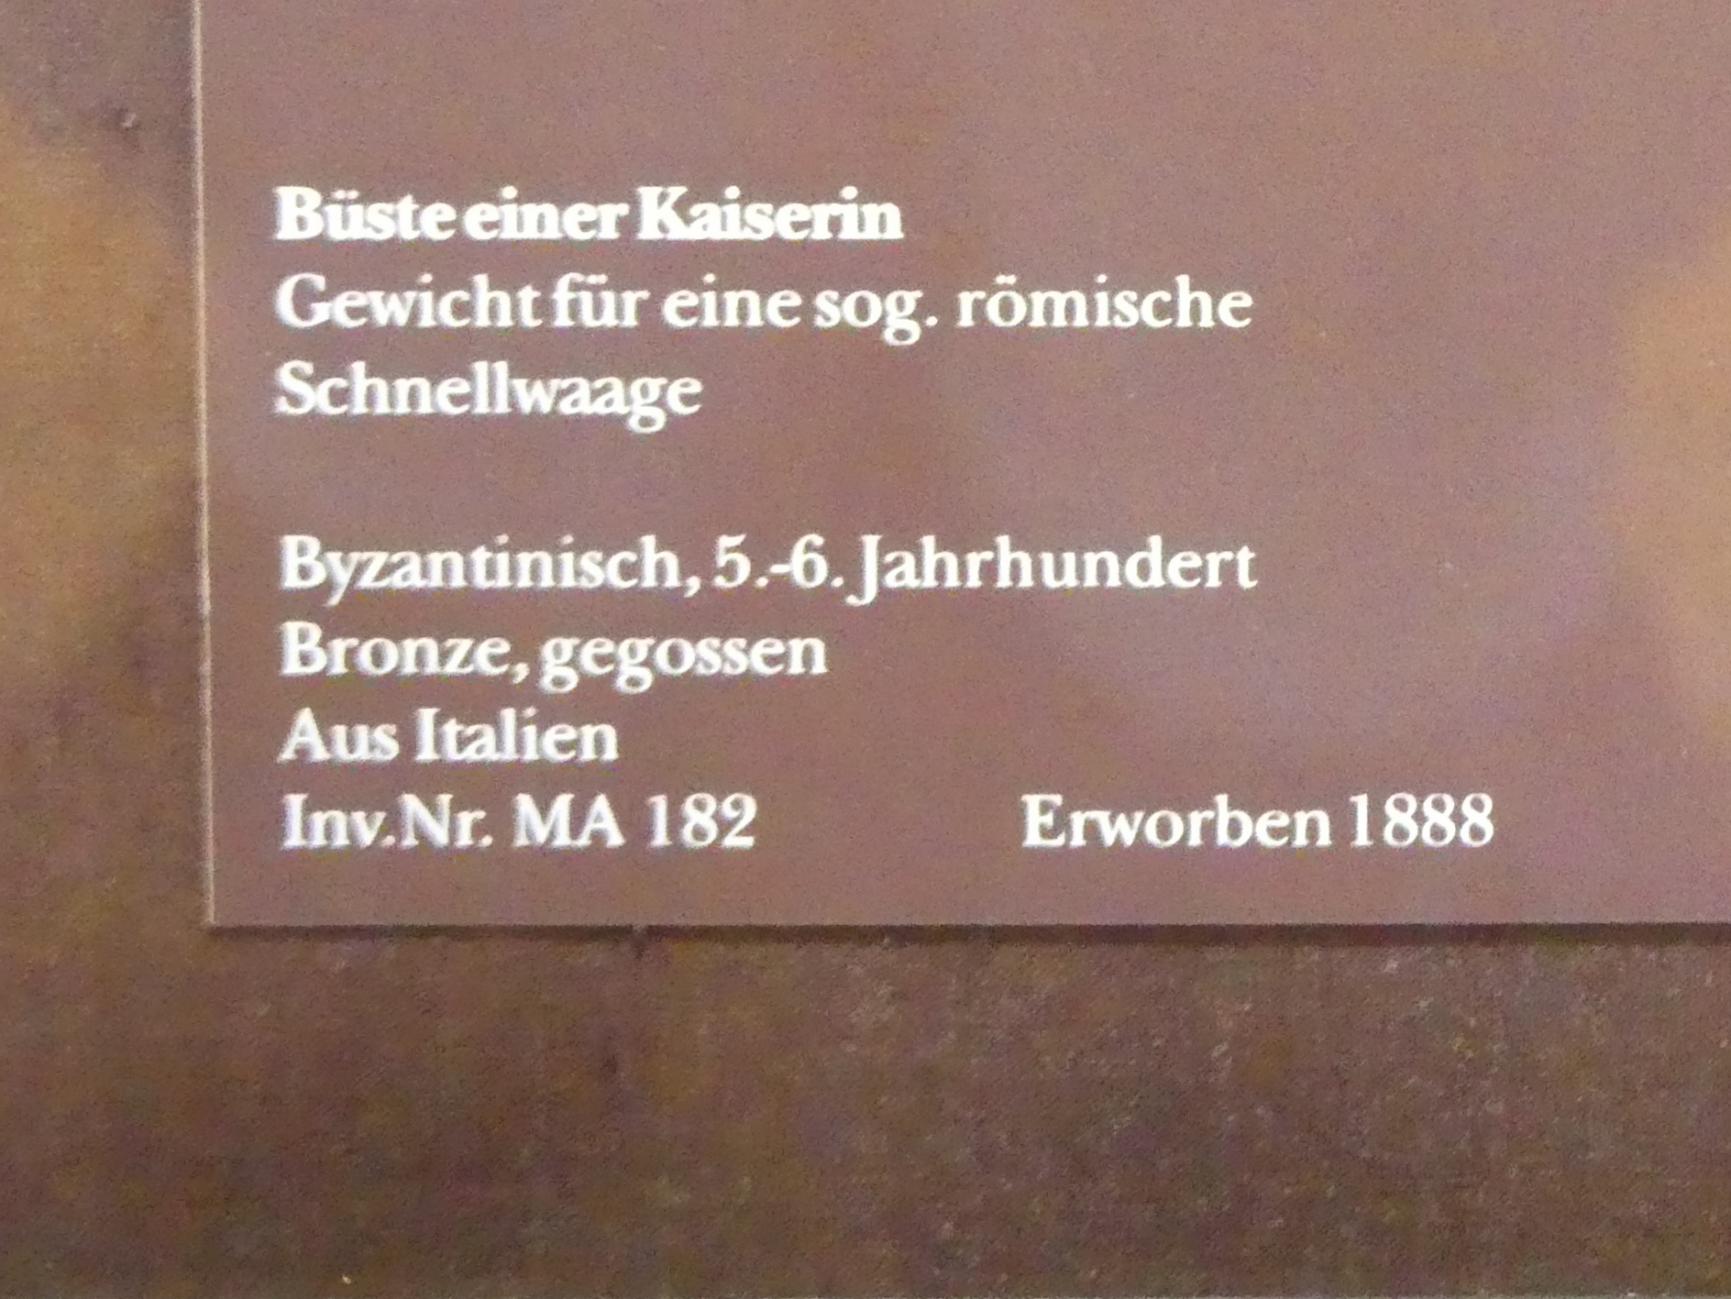 Büste einer Kaiserin
Gewicht für eine sog. römische
Schnellwaage
Byzantinisch, 5.-6. Jahrhundert
Bronze, gegossen
Aus Italien
Inv.Nr. MA 182 Erworben 1888